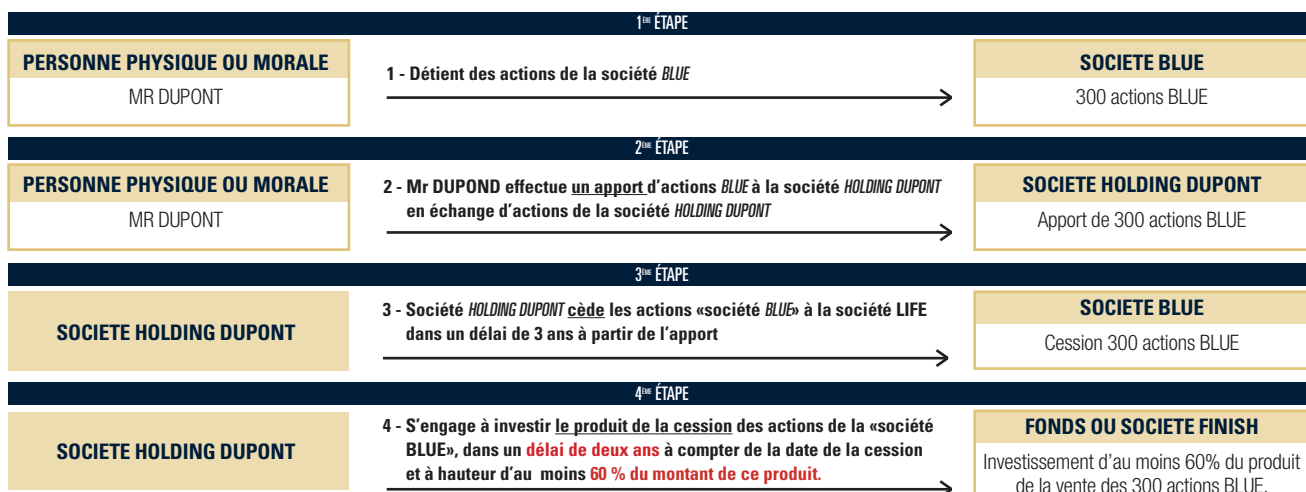 1ÈRE ÉTAPE
PERSONNE PHYSIQUE OU MORALE
MR DUPONT
1 - Détient des actions de la société BLUE
SOCIETE BLUE
300 actions BLUE
2ÈME ÉTAPE
PERSONNE PHYSIQUE OU MORALE
MR DUPONT
2 - Mr DUPOND effectue un apport d'actions BLUE à la société HOLDING DUPONT
en échange d'actions de la société HOLDING DUPONT
SOCIETE HOLDING DUPONT
Apport de 300 actions BLUE
3ÈME ÉTAPE
SOCIETE HOLDING DUPONT
3 - Société HOLDING DUPONT cède les actions «société BLUE» à la société LIFE
dans un délai de 3 ans à partir de l'apport
SOCIETE BLUE
Cession 300 actions BLUE
4ÈME ÉTAPE
SOCIETE HOLDING DUPONT
4 - S'engage à investir le produit de la cession des actions de la «société
BLUE», dans un délai de deux ans à compter de la date de la cession
et à hauteur d'au moins 60 % du montant de ce produit.
FONDS OU SOCIETE FINISH
Investissement d'au moins 60% du produit
de la vente des 300 actions BLUE.